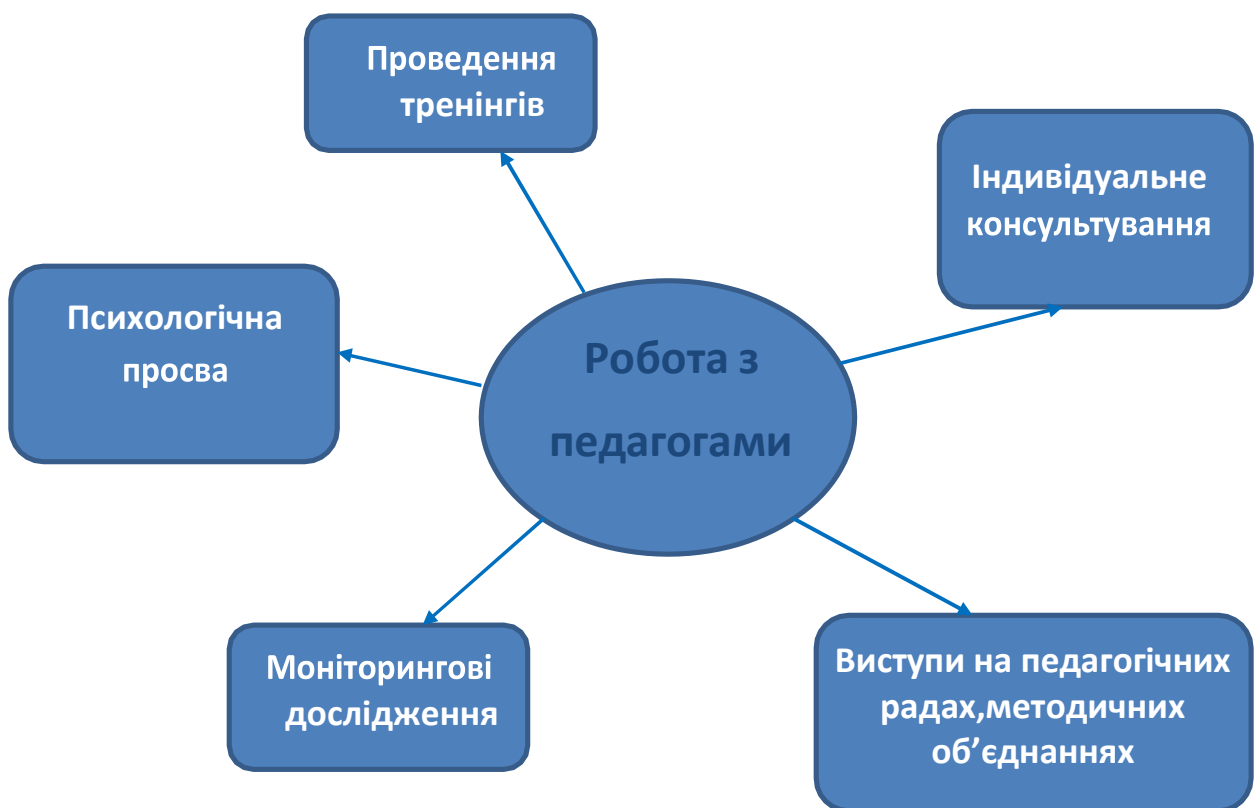 Проведення
тренінгів
Індивідуальне
консультування
Психологічна
просва
Робота з
педагогами
Моніторингові
дослідження
Виступи на педагогічних
радах,методичних
об’єднаннях